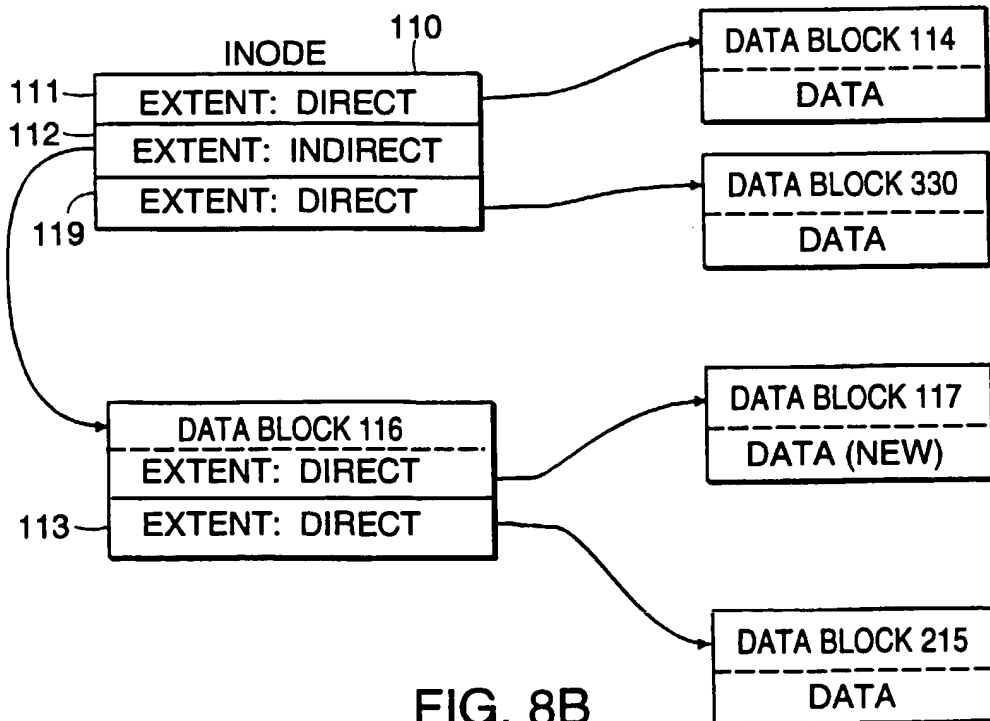 110
INODE
111
EXTENT: DIRECT
112
EXTENT: INDIRECT
119
EXTENT: DIRECT
DATA BLOCK 114
DATA
DATA BLOCK 330
DATA
DATA BLOCK 116
EXTENT: DIRECT
113
EXTENT: DIRECT
DATA BLOCK 117
DATA (NEW)
DATA BLOCK 215
DATA
FIG. 8B